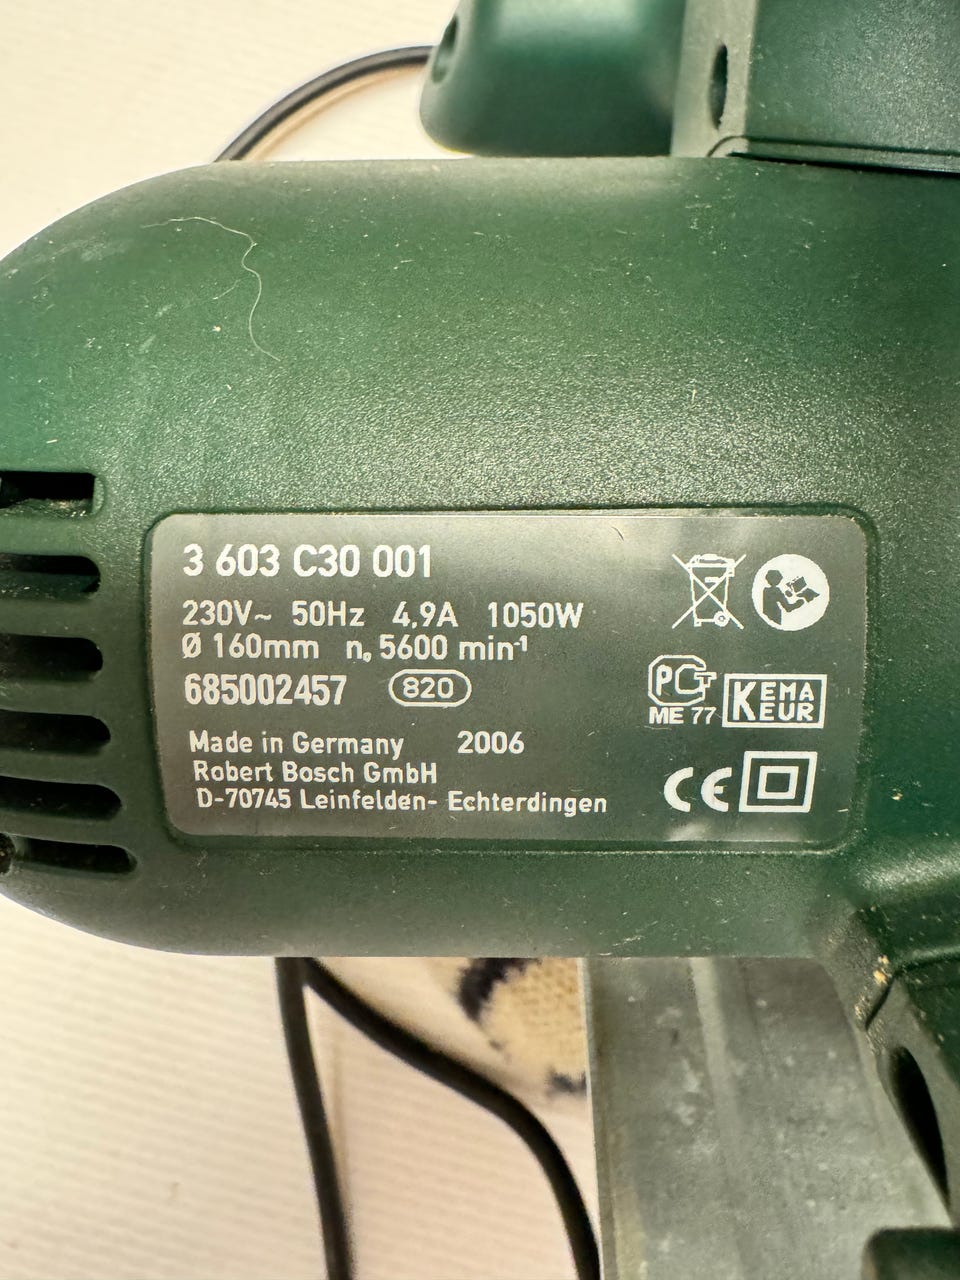 3 603 C30 001
230V~ 50Hz 4,9A 1050W
Ø 160mm n₀ 5600 min⁻¹
685002457 820
Made in Germany 2006
Robert Bosch GmbH
D-70745 Leinfelden- Echterdingen
PCT
ME 77
KEMA
EUR
CE